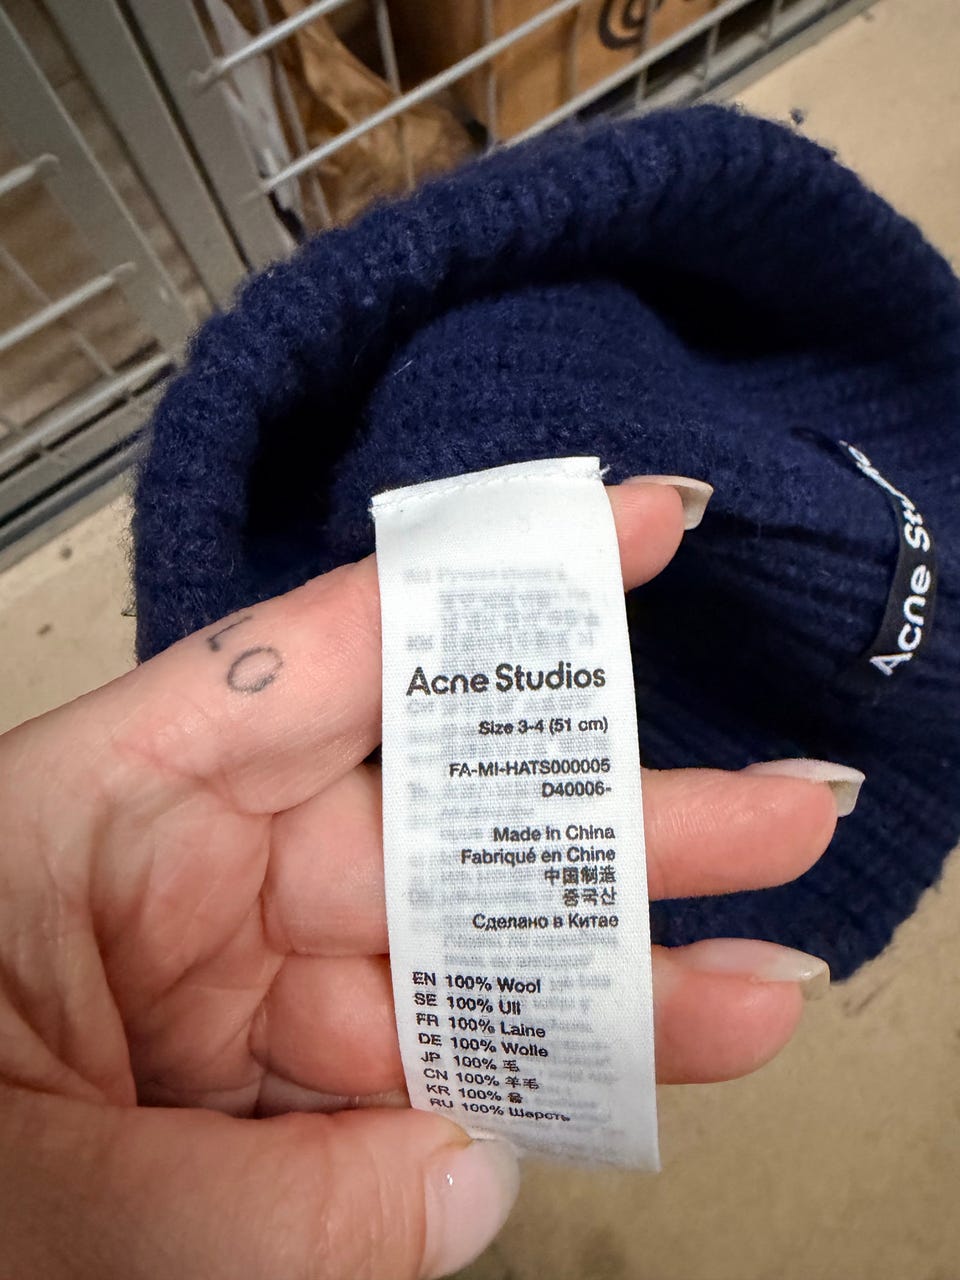 LO
Acne Studios
Acne Studios
Size 3-4 (51 cm)
FA-MI-HATS000005
D40006-
Made in China
Fabriqué en Chine
中国制造
중국산
Сделано в Китае
EN 100% Wool
SE 100% Ull
FR 100% Laine
DE 100% Wolle
JP 100% 毛
CN 100% 羊毛
KR 100% 울
RU 100% Шерсть